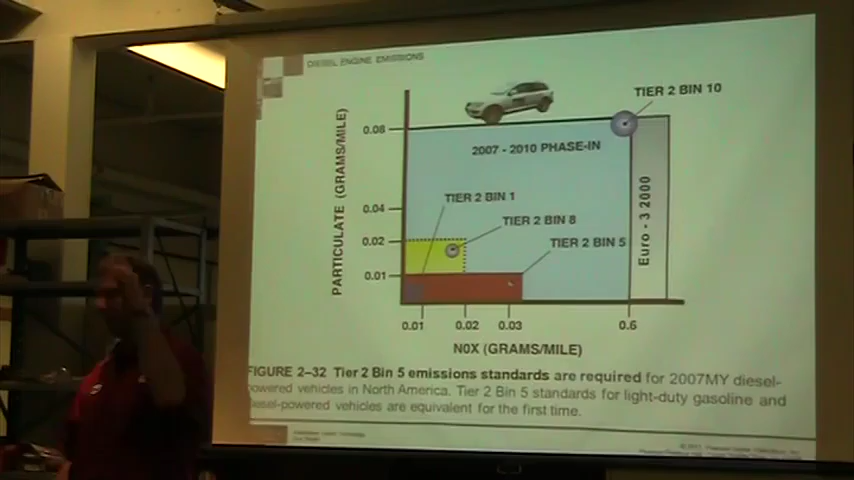 DIESEL ENGINE EMISSIONS
TIER 2 BIN 10
0.08
2007 - 2010 PHASE-IN
PARTICULATE (GRAMS/MILE)
Euro - 3 2000
TIER 2 BIN 1
0.04
TIER 2 BIN 8
0.02
TIER 2 BIN 5
0.01
0.01 0.02 0.03 0.6
N0X (GRAMS/MILE)
FIGURE 2–32 Tier 2 Bin 5 emissions standards are required for 2007MY diesel-
powered vehicles in North America. Tier 2 Bin 5 standards for light-duty gasoline and
diesel-powered vehicles are equivalent for the first time.